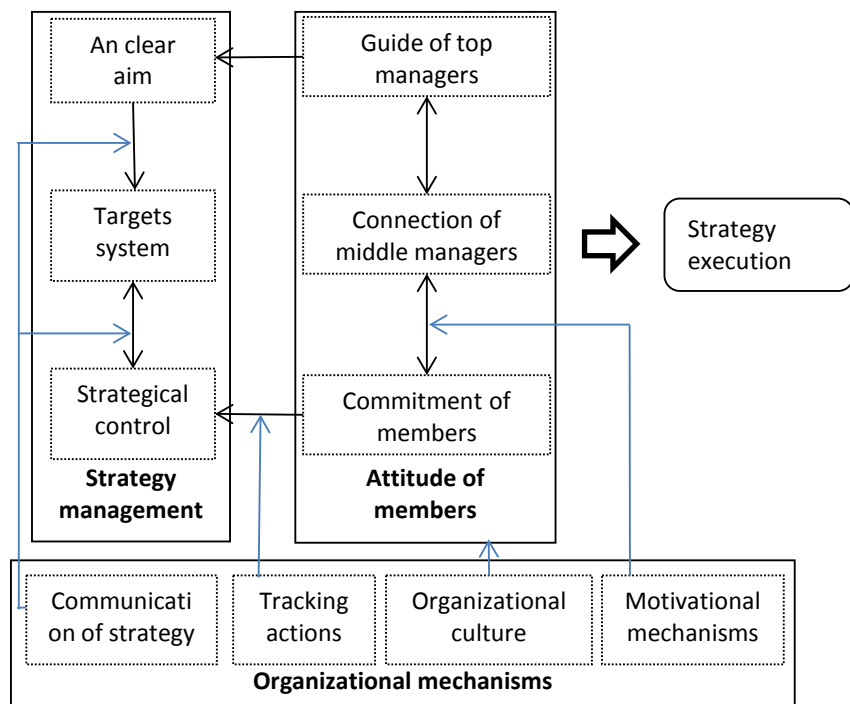 An clear
aim
Guide of top
managers
Targets
system
Connection of
middle managers
Strategy
execution
Strategical
control
Commitment of
members
Strategy
management
Attitude of
members
Communicati
on of strategy
Tracking
actions
Organizational
culture
Motivational
mechanisms
Organizational mechanisms